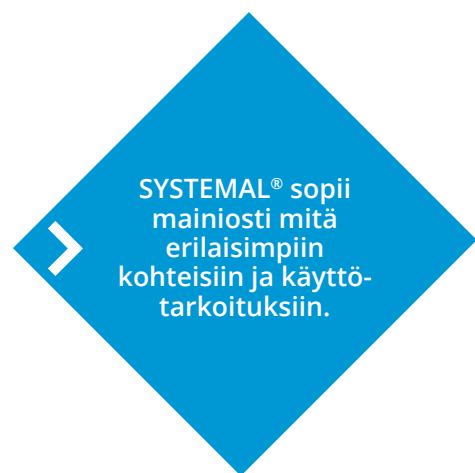 SYSTEMAL® sopii
mainiosti mitä
erilaisimpiin
kohteisiin ja käyttö-
tarkoituksiin.